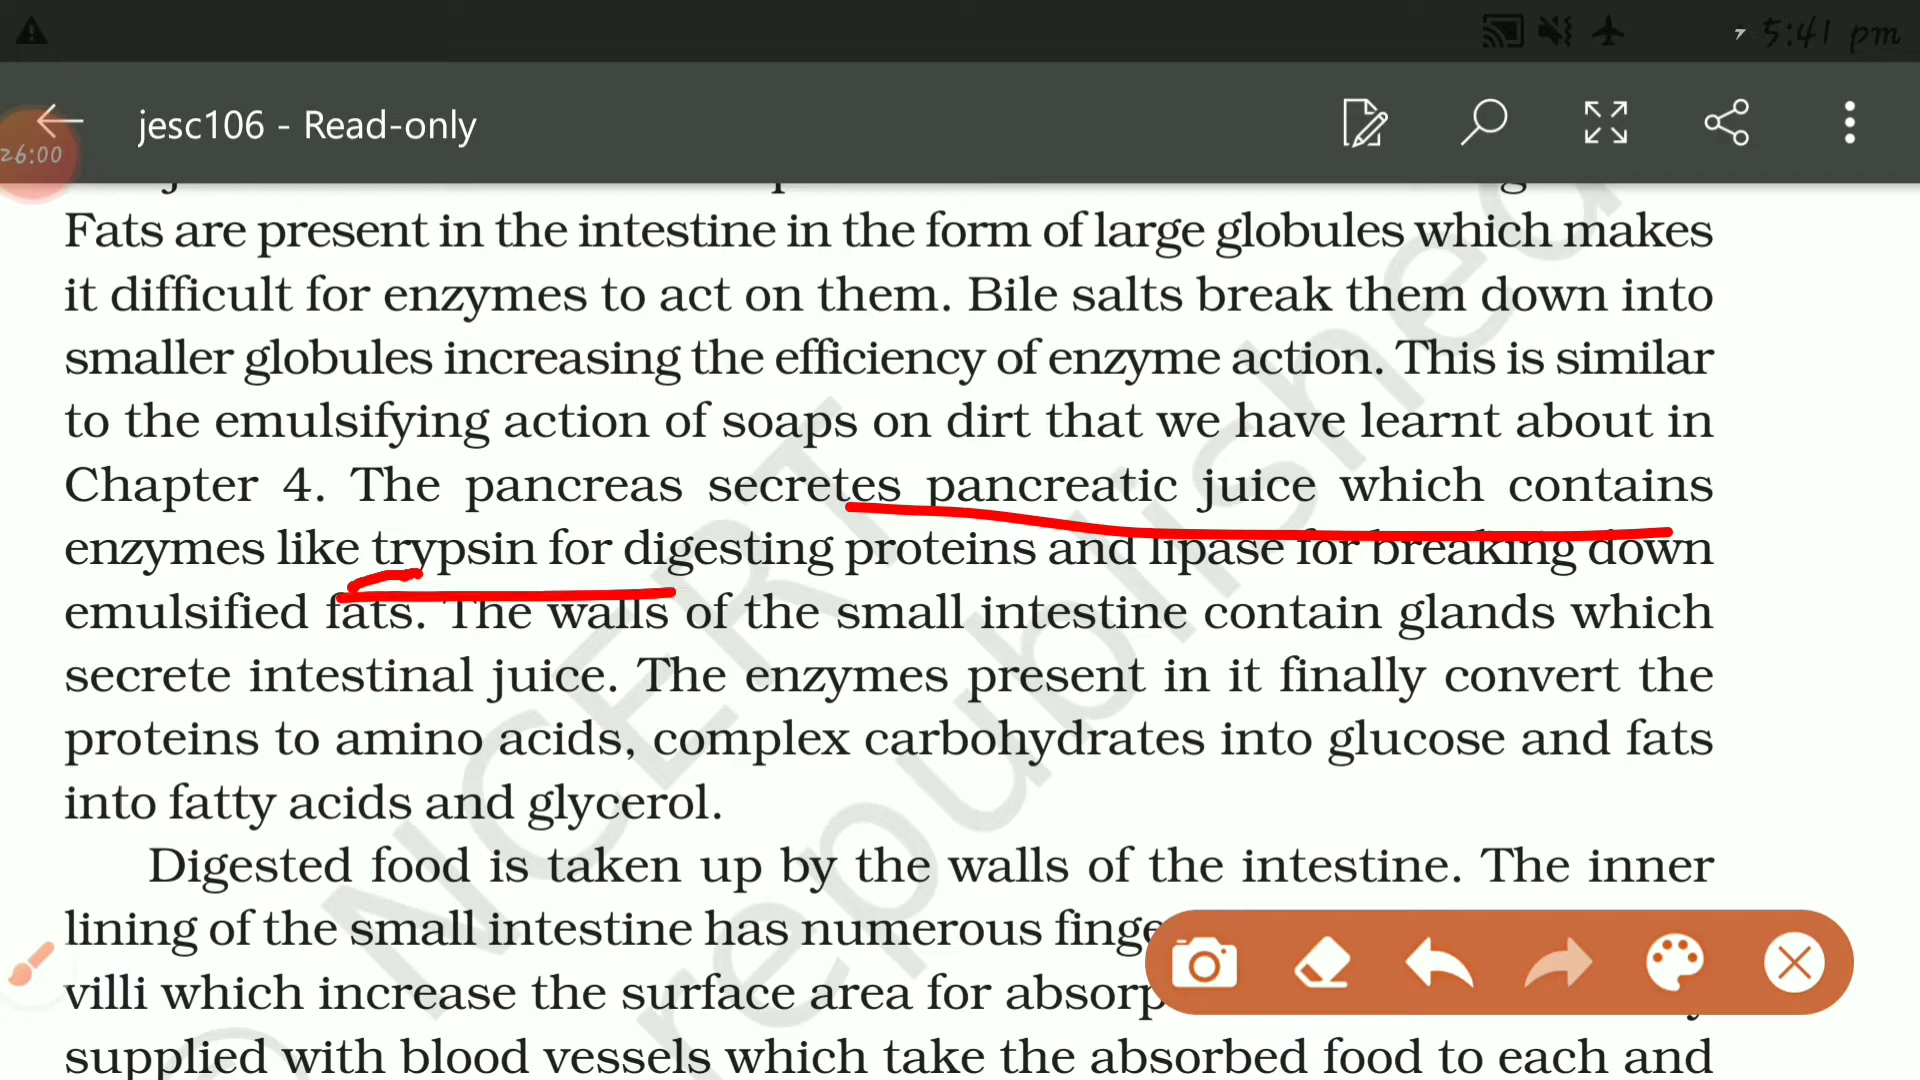 5:41 pm
jesc106 - Read-only
26:00
Fats are present in the intestine in the form of large globules which makes
it difficult for enzymes to act on them. Bile salts break them down into
smaller globules increasing the efficiency of enzyme action. This is similar
to the emulsifying action of soaps on dirt that we have learnt about in
Chapter 4. The pancreas secretes pancreatic juice which contains
enzymes like trypsin for digesting proteins and lipase for breaking down
emulsified fats. The walls of the small intestine contain glands which
secrete intestinal juice. The enzymes present in it finally convert the
proteins to amino acids, complex carbohydrates into glucose and fats
into fatty acids and glycerol.
Digested food is taken up by the walls of the intestine. The inner
lining of the small intestine has numerous finge
villi which increase the surface area for absorp
supplied with blood vessels which take the absorbed food to each and
NCERT
republished